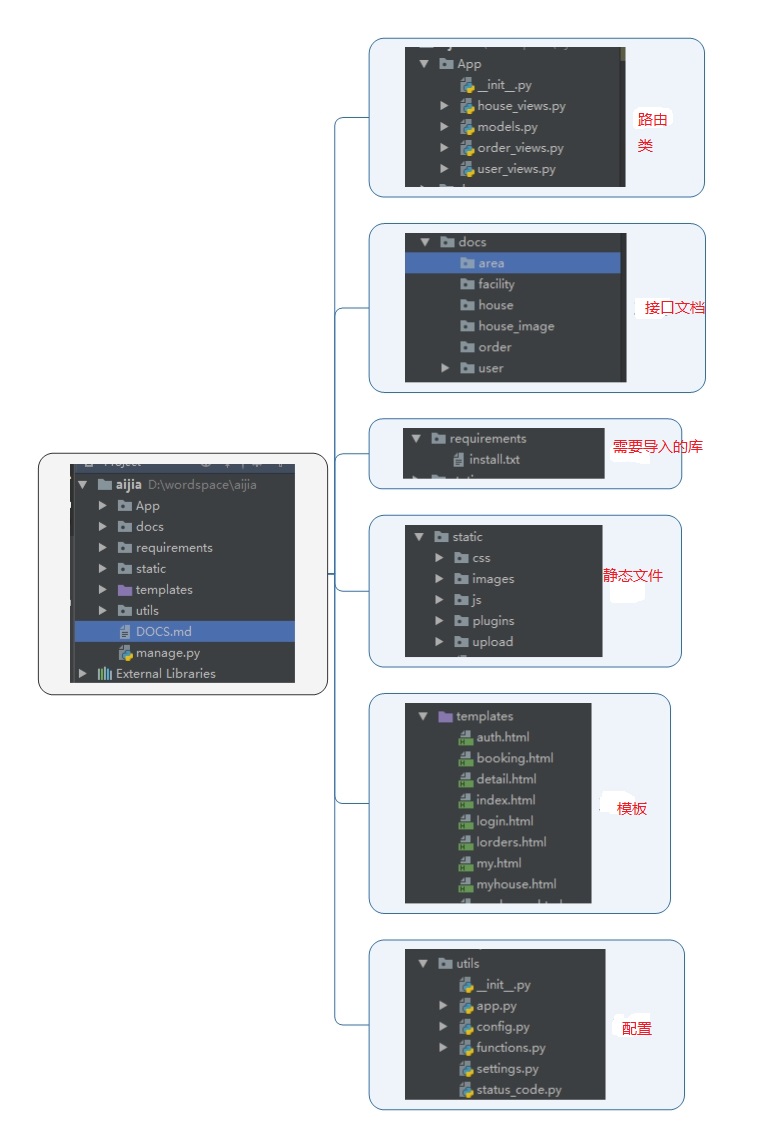 App
__init__.py
house_views.py
models.py
order_views.py
user_views.py
路由
类
docs
area
facility
house
house_image
order
user
接口文档
requirements
install.txt
需要导入的库
aijia D:\wordspace\aijia
App
docs
requirements
static
templates
utils
DOCS.md
manage.py
External Libraries
static
css
images
js
plugins
upload
静态文件
templates
auth.html
booking.html
detail.html
index.html
login.html
lorders.html
my.html
myhouse.html
模板
utils
__init__.py
app.py
config.py
functions.py
settings.py
status_code.py
配置